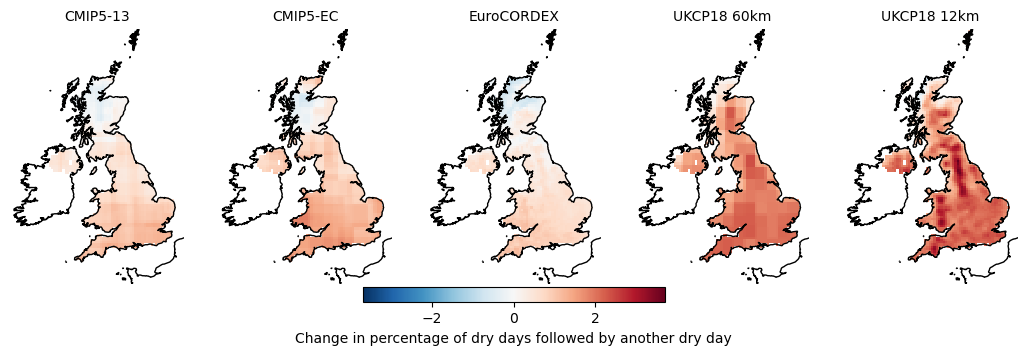 CMIP5-13 CMIP5-EC EuroCORDEX UKCP18 60km UKCP18 12km
−2 0 2
Change in percentage of dry days followed by another dry day